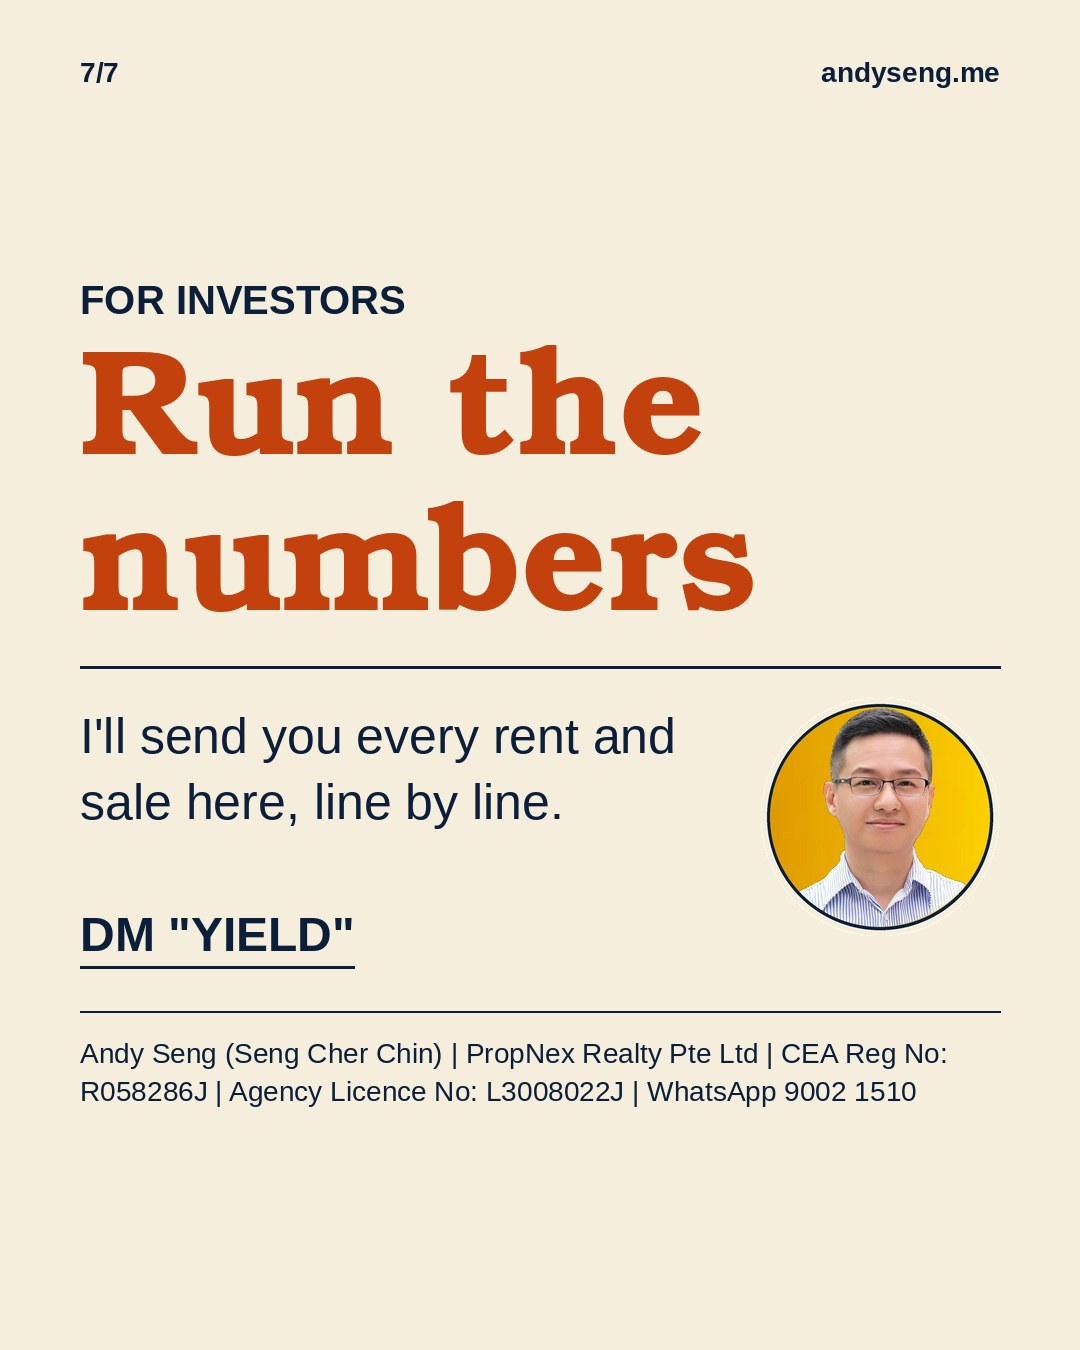 7/7
andyseng.me
FOR INVESTORS
Run the
numbers
I'll send you every rent and
sale here, line by line.
DM "YIELD"
Andy Seng (Seng Cher Chin) | PropNex Realty Pte Ltd | CEA Reg No:
R058286J | Agency Licence No: L3008022J | WhatsApp 9002 1510